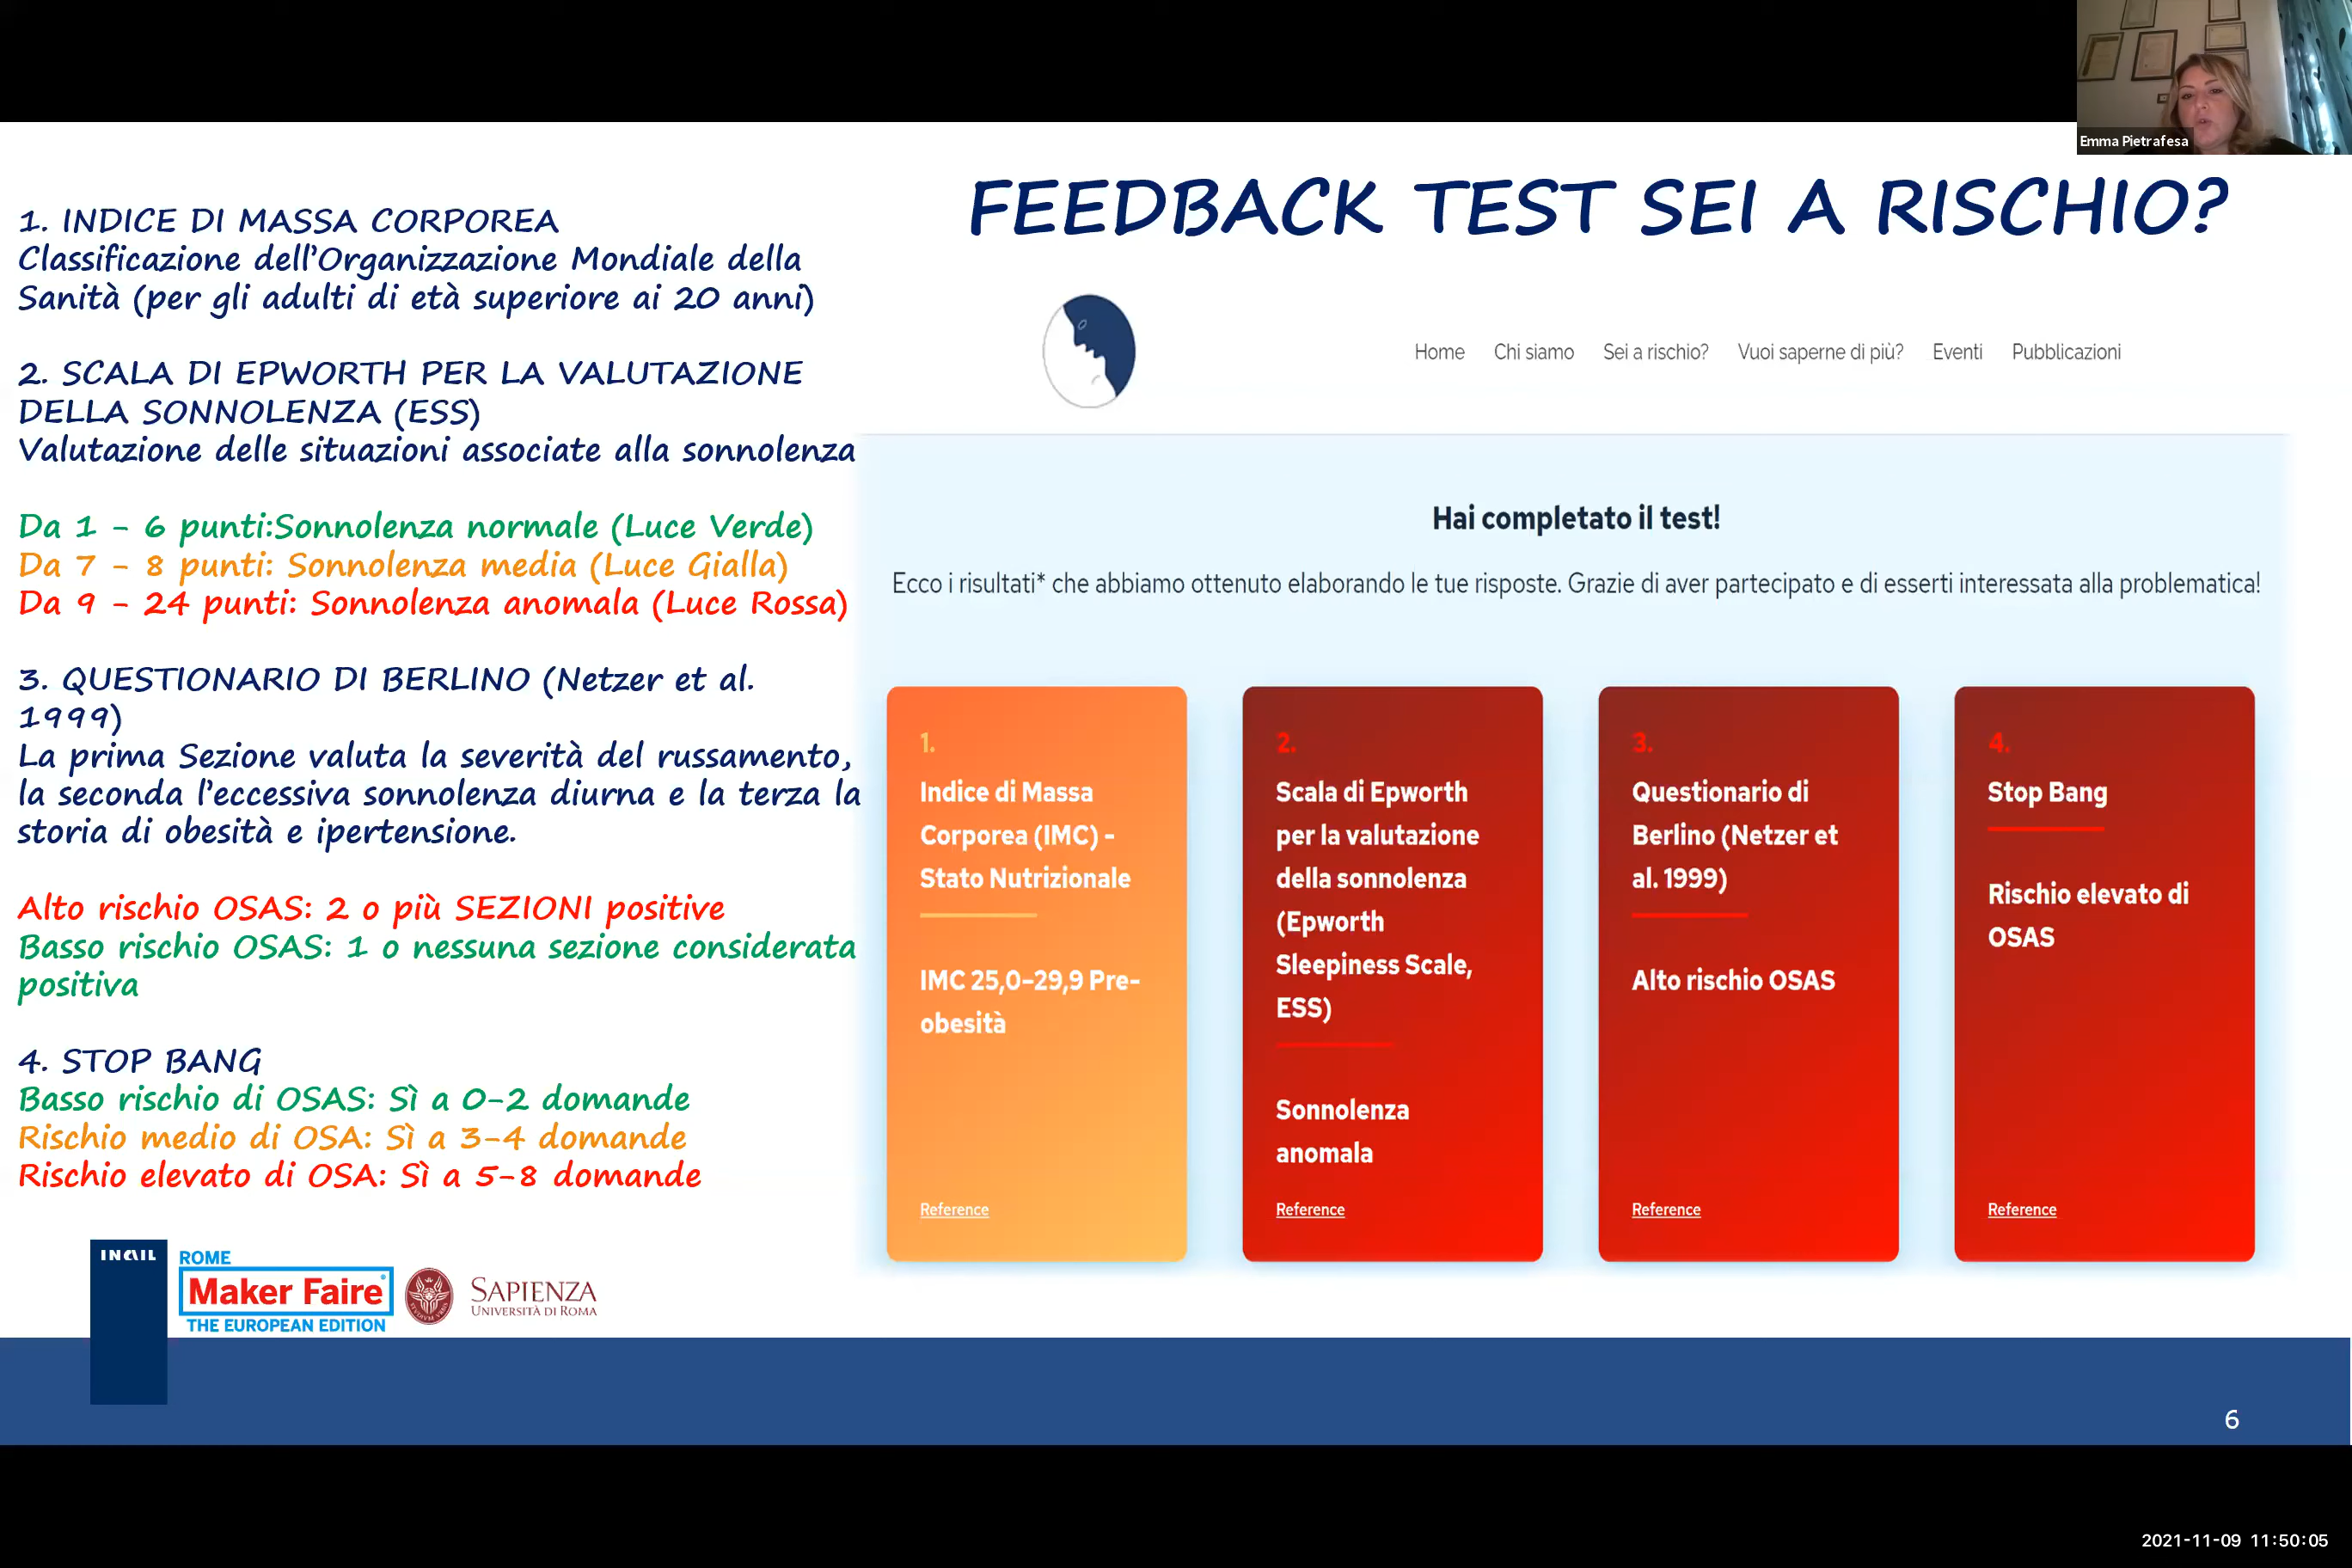 Emma Pietrafesa
FEEDBACK TEST SEI A RISCHIO?
1. INDICE DI MASSA CORPOREA
Classificazione dell'Organizzazione Mondiale della
Sanità (per gli adulti di età superiore ai 20 anni)
2. SCALA DI EPWORTH PER LA VALUTAZIONE
DELLA SONNOLENZA (ESS)
Valutazione delle situazioni associate alla sonnolenza
Da 1 - 6 punti:Sonnolenza normale (Luce Verde)
Da 7 - 8 punti: Sonnolenza media (Luce Gialla)
Da 9 - 24 punti: Sonnolenza anomala (Luce Rossa)
3. QUESTIONARIO DI BERLINO (Netzer et al.
1999)
La prima Sezione valuta la severità del russamento,
la seconda l'eccessiva sonnolenza diurna e la terza la
storia di obesità e ipertensione.
Alto rischio OSAS: 2 o più SEZIONI positive
Basso rischio OSAS: 1 o nessuna sezione considerata
positiva
4. STOP BANG
Basso rischio di OSAS: Sì a 0-2 domande
Rischio medio di OSA: Sì a 3-4 domande
Rischio elevato di OSA: Sì a 5-8 domande
Home Chi siamo Sei a rischio? Vuoi saperne di più? Eventi Pubblicazioni
Hai completato il test!
Ecco i risultati* che abbiamo ottenuto elaborando le tue risposte. Grazie di aver partecipato e di esserti interessata alla problematica!
1.
Indice di Massa
Corporea (IMC) -
Stato Nutrizionale
IMC 25,0–29,9 Pre-
obesità
Reference
2.
Scala di Epworth
per la valutazione
della sonnolenza
(Epworth
Sleepiness Scale,
ESS)
Sonnolenza
anomala
Reference
3.
Questionario di
Berlino (Netzer et
al. 1999)
Alto rischio OSAS
Reference
4.
Stop Bang
Rischio elevato di
OSAS
Reference
INAIL
ROME
Maker Faire
THE EUROPEAN EDITION
SAPIENZA
UNIVERSITÀ DI ROMA
6
2021-11-09 11:50:05